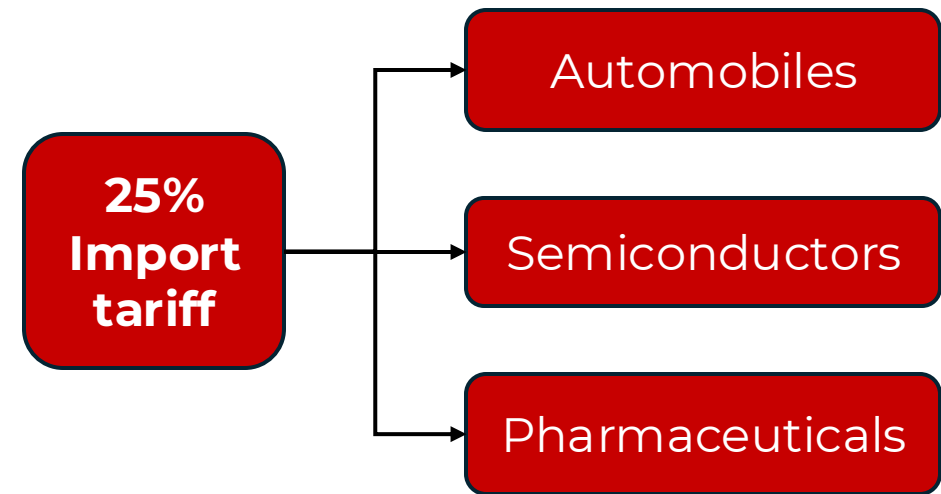 25%
Import
tariff
Automobiles
Semiconductors
Pharmaceuticals